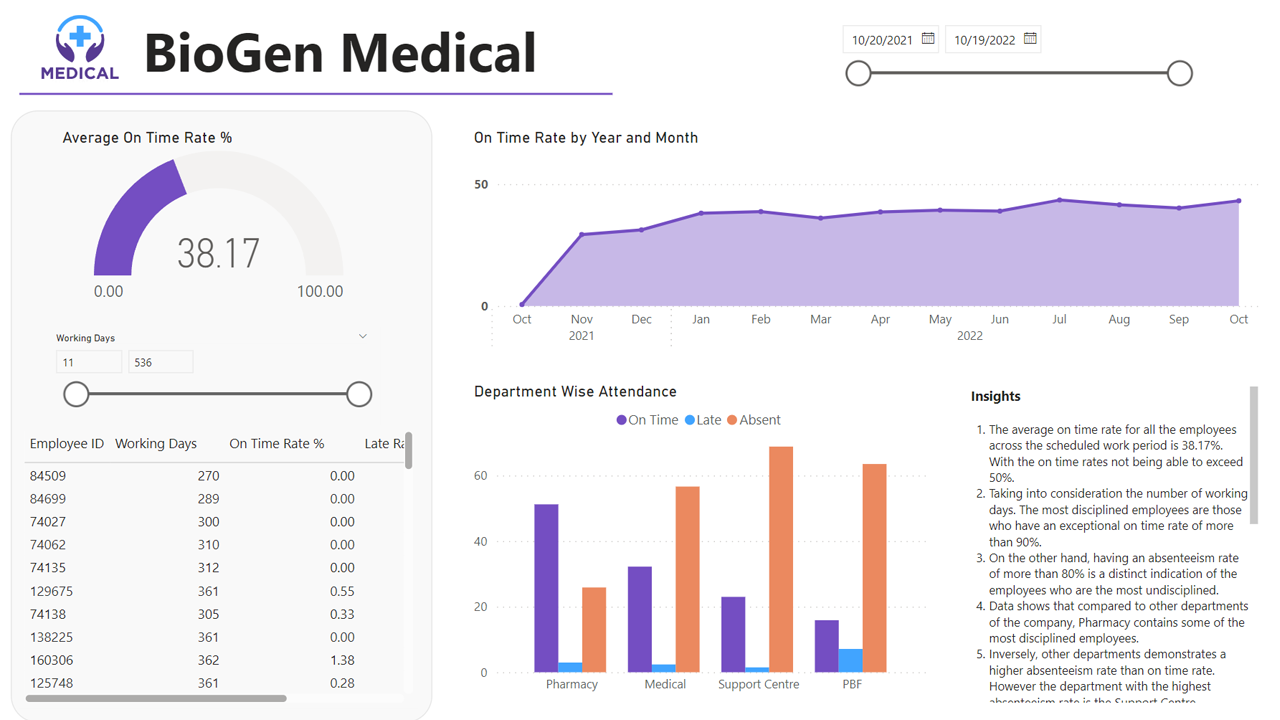 MEDICAL
BioGen Medical
10/20/2021
10/19/2022
Average On Time Rate %
38.17
0.00
100.00
Working Days
11
536
Employee ID Working Days On Time Rate % Late Ra
84509 270 0.00
84699 289 0.00
74027 300 0.00
74062 310 0.00
74135 312 0.00
129675 361 0.55
74138 305 0.33
138225 361 0.00
160306 362 1.38
125748 361 0.28
On Time Rate by Year and Month
50
0
Oct Nov Dec Jan Feb Mar Apr May Jun Jul Aug Sep Oct
2021 2022
Department Wise Attendance
On Time Late Absent
60
40
20
0
Pharmacy Medical Support Centre PBF
Insights
1. The average on time rate for all the employees
across the scheduled work period is 38.17%.
With the on time rates not being able to exceed
50%.
2. Taking into consideration the number of working
days. The most disciplined employees are those
who have an exceptional on time rate of more
than 90%.
3. On the other hand, having an absenteeism rate
of more than 80% is a distinct indication of the
employees who are the most undisciplined.
4. Data shows that compared to other departments
of the company, Pharmacy contains some of the
most disciplined employees.
5. Inversely, other departments demonstrates a
higher absenteeism rate than on time rate.
However the department with the highest
absenteeism rate is the Support Centre